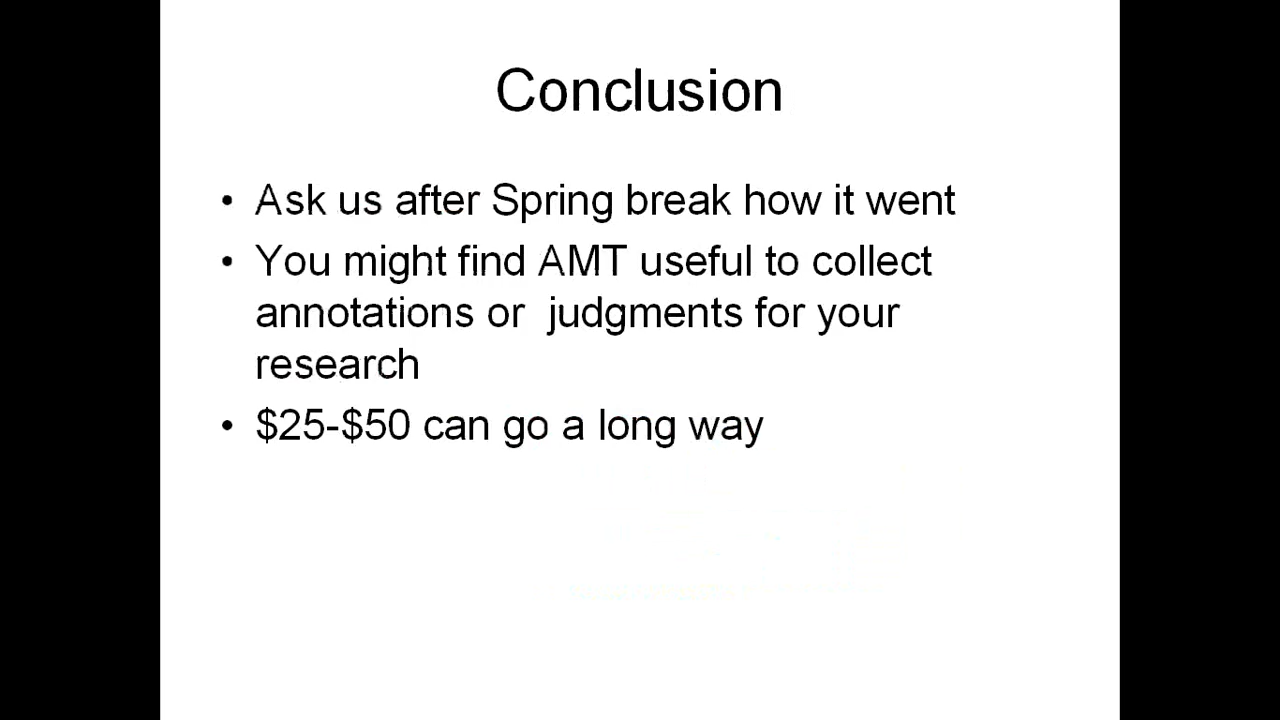 Conclusion
• Ask us after Spring break how it went
• You might find AMT useful to collect
annotations or  judgments for your
research
• $25-$50 can go a long way